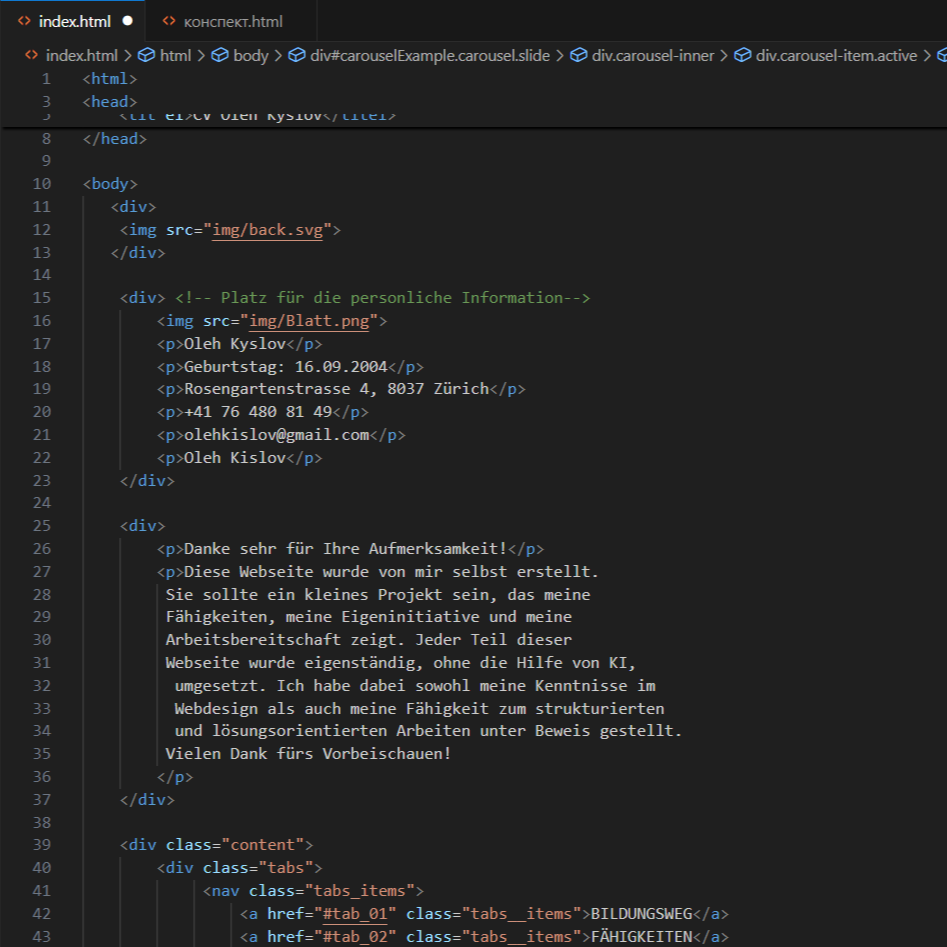 index.html
конспект.html
index.html > html > body > div#carouselExample.carousel.slide > div.carousel-inner > div.carousel-item.active >
1 <html>
3 <head>
5 CV Oleh Kyslov
8 </head>
9
10 <body>
11 <div>
12 <img src="img/back.svg">
13 </div>
14
15 <div> <!-- Platz für die personliche Information-->
16 <img src="img/Blatt.png">
17 <p>Oleh Kyslov</p>
18 <p>Geburtstag: 16.09.2004</p>
19 <p>Rosengartenstrasse 4, 8037 Zürich</p>
20 <p>+41 76 480 81 49</p>
21 <p>olehkislov@gmail.com</p>
22 <p>Oleh Kislov</p>
23 </div>
24
25 <div>
26 <p>Danke sehr für Ihre Aufmerksamkeit!</p>
27 <p>Diese Webseite wurde von mir selbst erstellt.
28 Sie sollte ein kleines Projekt sein, das meine
29 Fähigkeiten, meine Eigeninitiative und meine
30 Arbeitsbereitschaft zeigt. Jeder Teil dieser
31 Webseite wurde eigenständig, ohne die Hilfe von KI,
32 umgesetzt. Ich habe dabei sowohl meine Kenntnisse im
33 Webdesign als auch meine Fähigkeit zum strukturierten
34 und lösungsorientierten Arbeiten unter Beweis gestellt.
35 Vielen Dank fürs Vorbeischauen!
36 </p>
37 </div>
38
39 <div class="content">
40 <div class="tabs">
41 <nav class="tabs_items">
42 <a href="#tab_01" class="tabs__items">BILDUNGSWEG</a>
43 <a href="#tab_02" class="tabs__items">FÄHIGKEITEN</a>